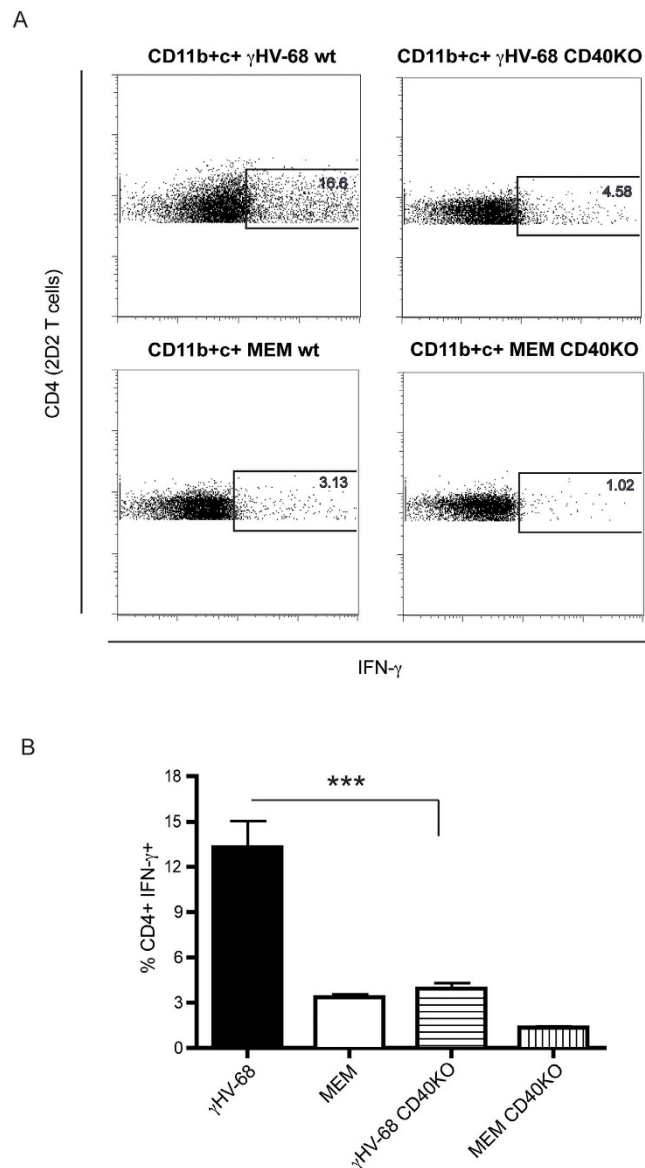 A
CD11b+c+ γHV-68 wt
CD11b+c+ γHV-68 CD40KO
16.6
4.58
CD11b+c+ MEM wt
CD11b+c+ MEM CD40KO
3.13
1.02
CD4 (2D2 T cells)
IFN-γ
B
***
% CD4+ IFN-γ+
18
15
12
9
6
3
0
γHV-68
MEM
γHV-68 CD40KO
MEM CD40KO